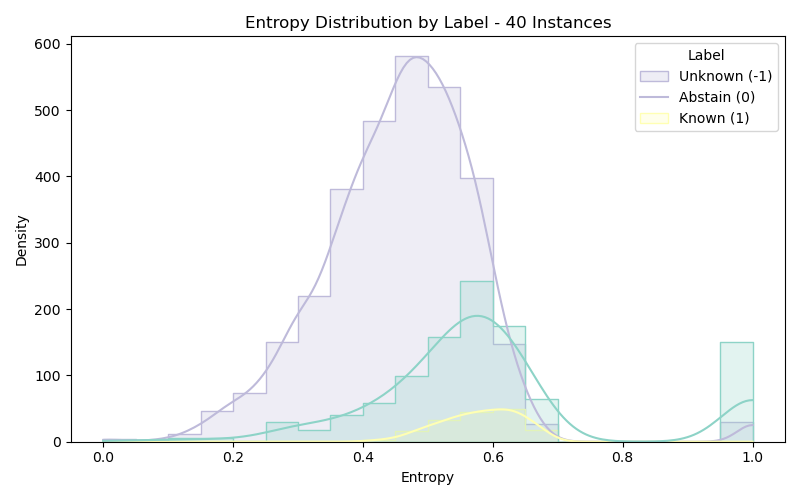 Entropy Distribution by Label - 40 Instances
600
500
400
300
200
100
0
Density
Label
Unknown (-1)
Abstain (0)
Known (1)
0.0
0.2
0.4
0.6
0.8
1.0
Entropy